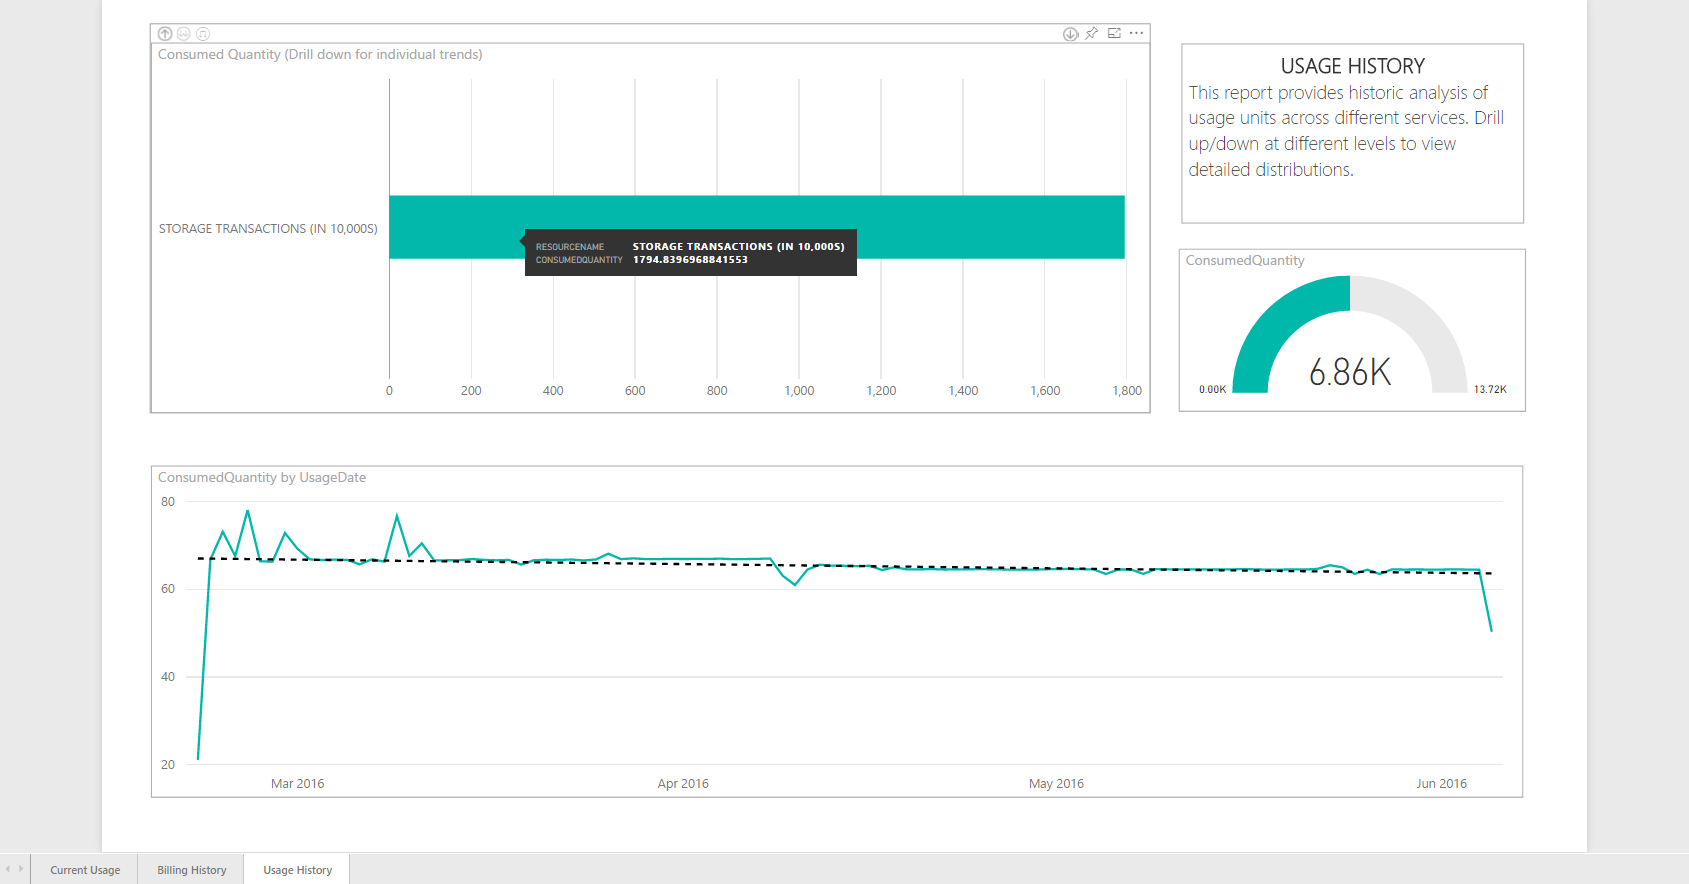 Consumed Quantity (Drill down for individual trends)
STORAGE TRANSACTIONS (IN 10,000S)
RESOURCENAME STORAGE TRANSACTIONS (IN 10,000S)
CONSUMEDQUANTITY 1794.8396968841553
0 200 400 600 800 1,000 1,200 1,400 1,600 1,800
USAGE HISTORY
This report provides historic analysis of
usage units across different services. Drill
up/down at different levels to view
detailed distributions.
ConsumedQuantity
6.86K
0.00K 13.72K
ConsumedQuantity by UsageDate
80
60
40
20
Mar 2016 Apr 2016 May 2016 Jun 2016
Current Usage Billing History Usage History